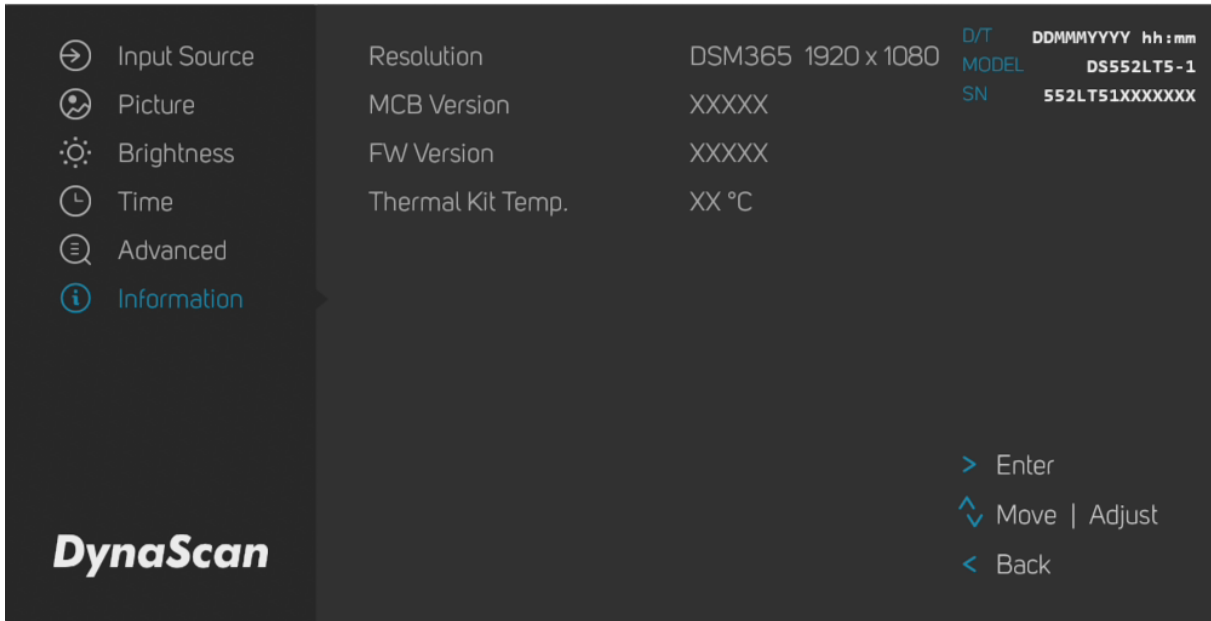 Input Source
Picture
Brightness
Time
Advanced
Information
DynaScan
Resolution DSM365 1920 x 1080
MCB Version XXXXX
FW Version XXXXX
Thermal Kit Temp. XX °C
D/T DDMMMYYYY hh:mm
MODEL DS552LT5-1
SN 552LT51XXXXXXX
> Enter
Move | Adjust
< Back